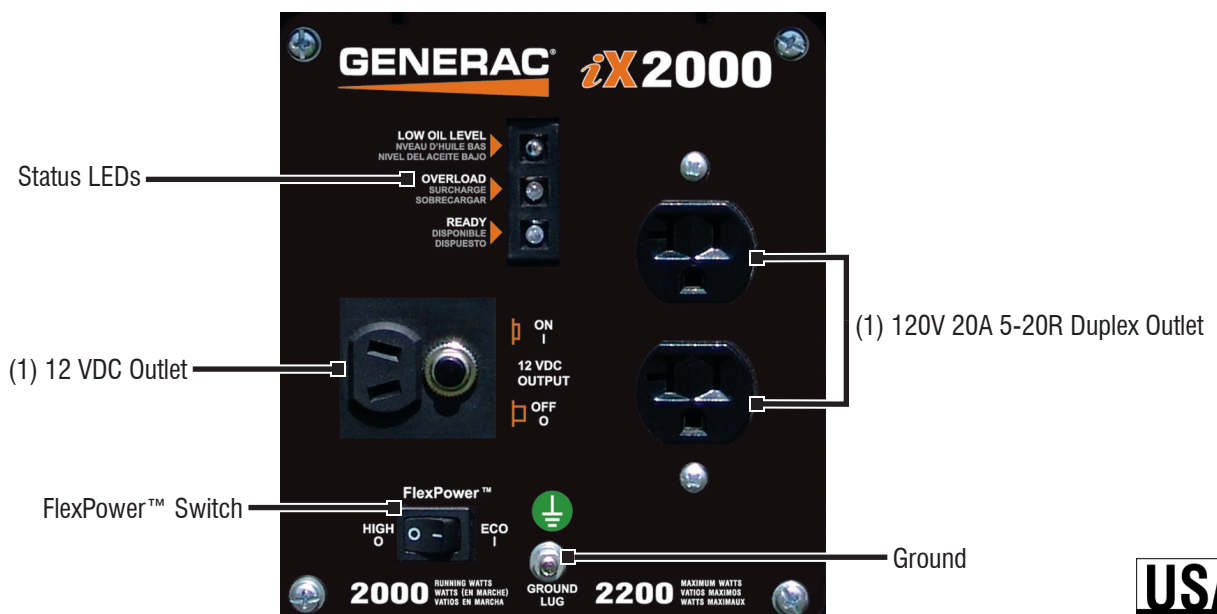 GENERAC® iX2000
LOW OIL LEVEL
NVEAU D'HUILE BAS
NIVEL DEL ACEITE BAJO
Status LEDs
OVERLOAD
SURCHARGE
SOBRECARGAR
READY
DISPONIBLE
DISPUESTO
(1) 120V 20A 5-20R Duplex Outlet
ON
I
(1) 12 VDC Outlet
12 VDC
OUTPUT
OFF
O
FlexPower™ Switch
FlexPower™
HIGH
O
O –
ECO
I
Ground
2000 RUNNING WATTS
WATTS (EN MARCHE)
VATIOS EN MARCHA
GROUND
LUG
2200 MAXIMUM WATTS
VATIOS MAXIMOS
WATTS MAXIMAUX
USA